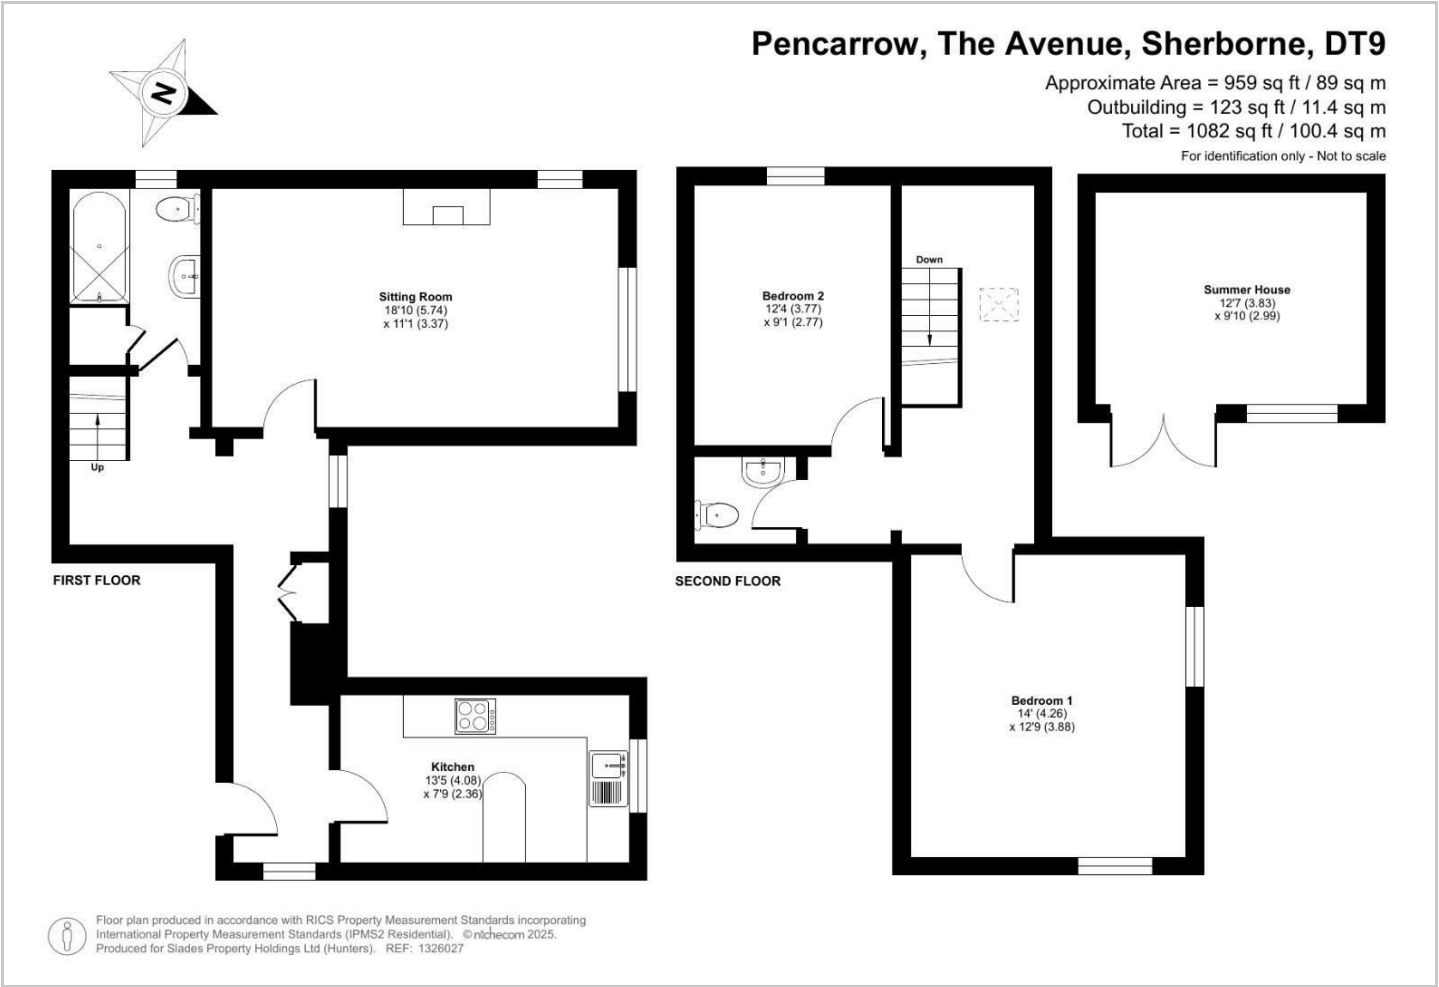 Pencarrow, The Avenue, Sherborne, DT9
Approximate Area = 959 sq ft / 89 sq m
Outbuilding = 123 sq ft / 11.4 sq m
Total = 1082 sq ft / 100.4 sq m
For identification only - Not to scale
N
Sitting Room
18'10 (5.74)
x 11'1 (3.37)
Up
FIRST FLOOR
Kitchen
13'5 (4.08)
x 7'9 (2.36)
Bedroom 2
12'4 (3.77)
x 9'1 (2.77)
Down
SECOND FLOOR
Bedroom 1
14' (4.26)
x 12'9 (3.88)
Summer House
12'7 (3.83)
x 9'10 (2.99)
Floor plan produced in accordance with RICS Property Measurement Standards incorporating
International Property Measurement Standards (IPMS2 Residential). © nichecom 2025.
Produced for Slades Property Holdings Ltd (Hunters). REF: 1326027